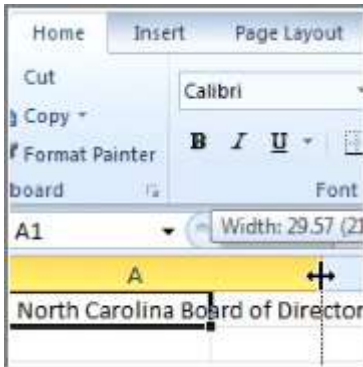 Home Insert Page Layout
Cut
Calibri
Copy
B I U
Format Painter
board Font
A1 Width: 29.57 (21
A
North Carolina Board of Director